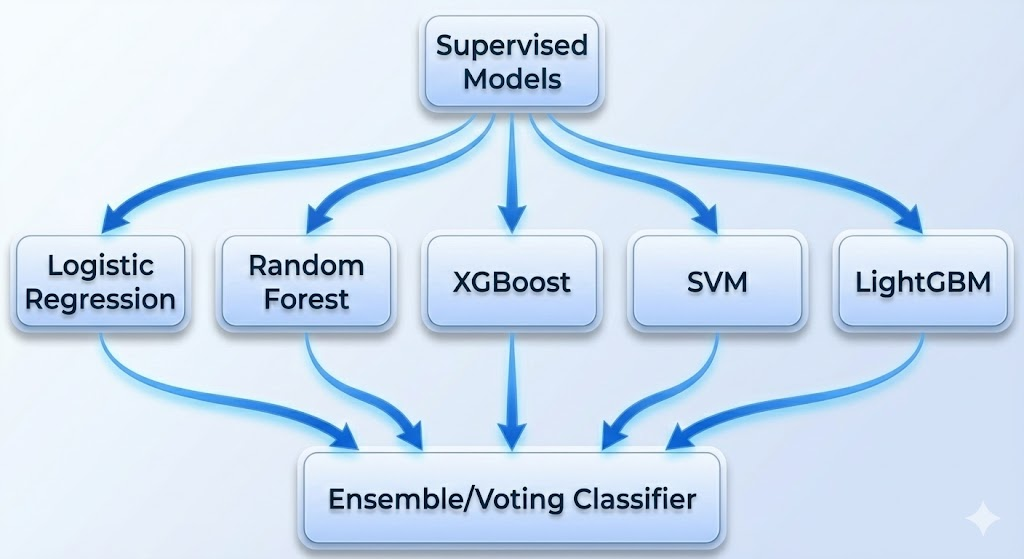 Supervised
Models
Logistic
Regression
Random
Forest
XGBoost
SVM
LightGBM
Ensemble/Voting Classifier